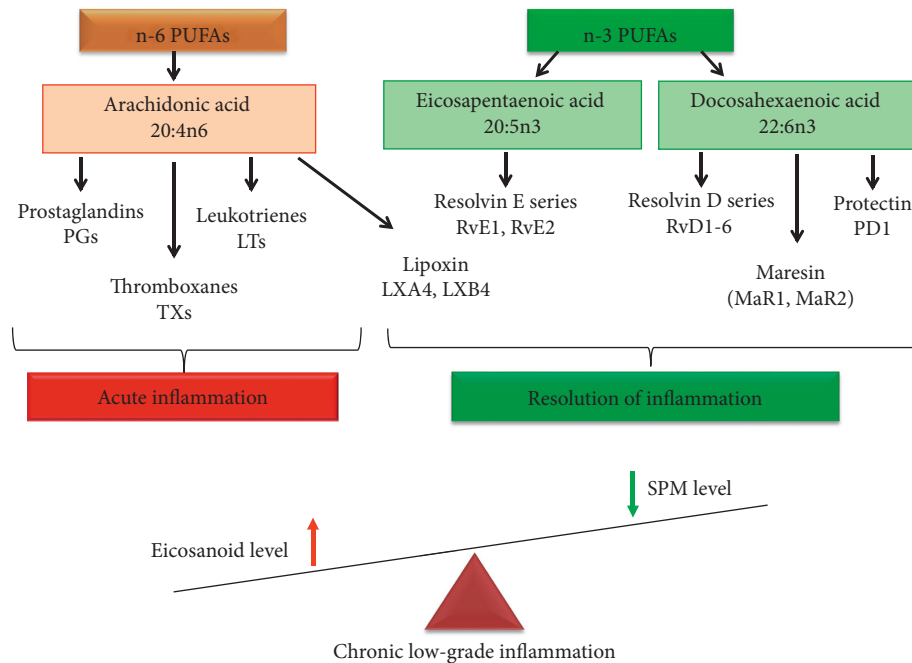 n-6 PUFAs
n-3 PUFAs
Arachidonic acid
20:4n6
Eicosapentaenoic acid
20:5n3
Docosahexaenoic acid
22:6n3
Prostaglandins
PGs
Leukotrienes
LTs
Thromboxanes
TXs
Lipoxin
LXA4, LXB4
Resolvin E series
RvE1, RvE2
Resolvin D series
RvD1-6
Maresin
(MaR1, MaR2)
Protectin
PD1
Acute inflammation
Resolution of inflammation
SPM level
Eicosanoid level
Chronic low-grade inflammation